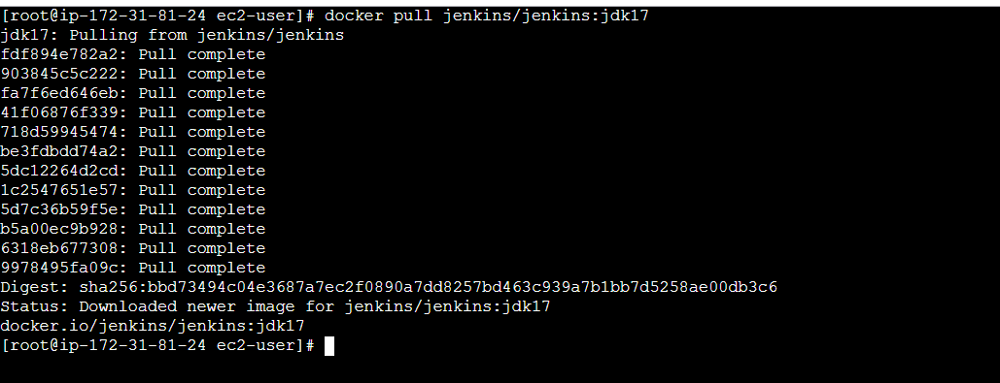 [root@ip-172-31-81-24 ec2-user]# docker pull jenkins/jenkins:jdk17
jdk17: Pulling from jenkins/jenkins
fdf894e782a2: Pull complete
903845c5c222: Pull complete
fa7f6ed646eb: Pull complete
41f06876f339: Pull complete
718d59945474: Pull complete
be3fdbdd74a2: Pull complete
5dc12264d2cd: Pull complete
1c2547651e57: Pull complete
5d7c36b59f5e: Pull complete
b5a00ec9b928: Pull complete
6318eb677308: Pull complete
9978495fa09c: Pull complete
Digest: sha256:bbd73494c04e3687a7ec2f0890a7dd8257bd463c939a7b1bb7d5258ae00db3c6
Status: Downloaded newer image for jenkins/jenkins:jdk17
docker.io/jenkins/jenkins:jdk17
[root@ip-172-31-81-24 ec2-user]#